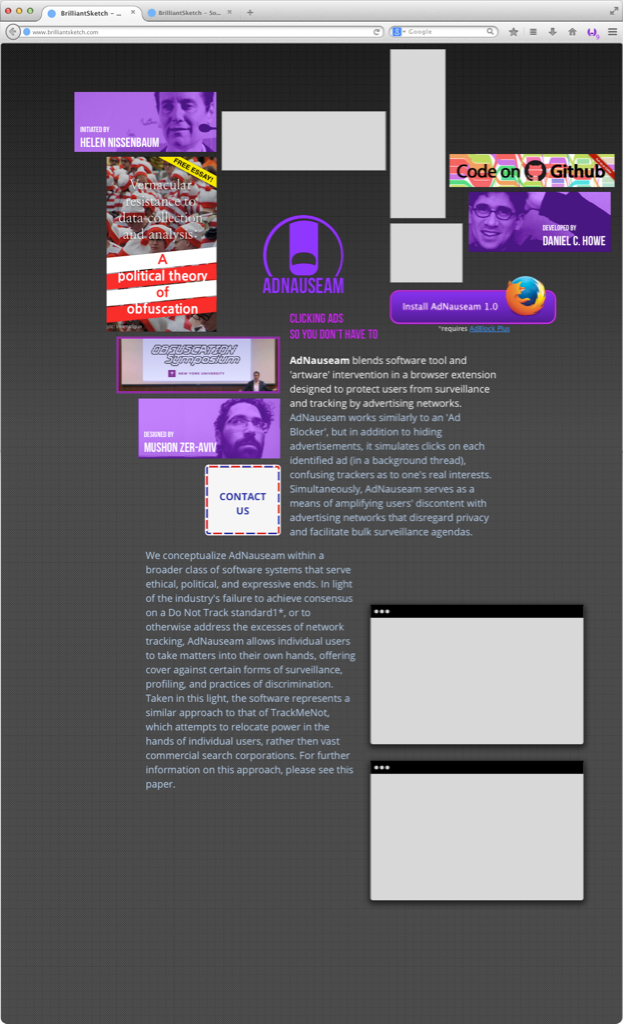 BrilliantSketch – ...
BrilliantSketch – So...
www.brilliantsketch.com
Google
INITIATED BY
HELEN NISSENBAUM
FREE ESSAY!
Vernacular
resistance to
data collection
and analysis:
A
political theory
of
obfuscation
Code on Github
DEVELOPED BY
DANIEL C. HOWE
ADNAUSEAM
Install AdNauseam 1.0
*requires AdBlock Plus
CLICKING ADS
SO YOU DON'T HAVE TO
OBFUSCATION
Symposium
NEW YORK UNIVERSITY
DESIGNED BY
MUSHON ZER-AVIV
CONTACT
US
AdNauseam blends software tool and
'artware' intervention in a browser extension
designed to protect users from surveillance
and tracking by advertising networks.
AdNauseam works similarly to an 'Ad
Blocker', but in addition to hiding
advertisements, it simulates clicks on each
identified ad (in a background thread),
confusing trackers as to one's real interests.
Simultaneously, AdNauseam serves as a
means of amplifying users' discontent with
advertising networks that disregard privacy
and facilitate bulk surveillance agendas.
We conceptualize AdNauseam within a
broader class of software systems that serve
ethical, political, and expressive ends. In light
of the industry's failure to achieve consensus
on a Do Not Track standard1*, or to
otherwise address the excesses of network
tracking, AdNauseam allows individual users
to take matters into their own hands, offering
cover against certain forms of surveillance,
profiling, and practices of discrimination.
Taken in this light, the software represents a
similar approach to that of TrackMeNot,
which attempts to relocate power in the
hands of individual users, rather then vast
commercial search corporations. For further
information on this approach, please see this
paper.